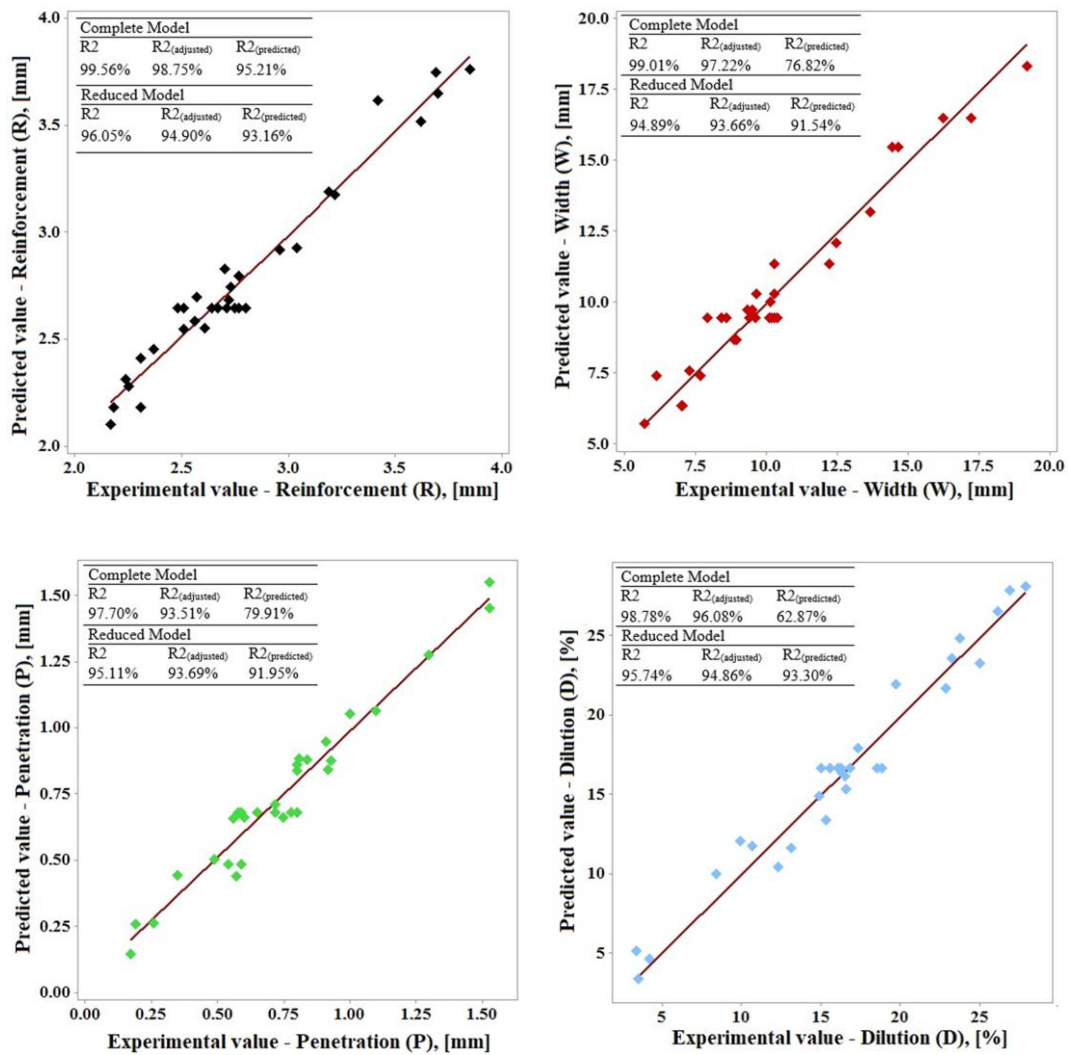 4.0
3.5
3.0
2.5
2.0
Predicted value - Reinforcement (R), [mm]
Complete Model
R2 R2(adjusted) R2(predicted)
99.56% 98.75% 95.21%
Reduced Model
R2 R2(adjusted) R2(predicted)
96.05% 94.90% 93.16%
2.0 2.5 3.0 3.5 4.0
Experimental value - Reinforcement (R), [mm]
20.0
17.5
15.0
12.5
10.0
7.5
5.0
Predicted value - Width (W), [mm]
Complete Model
R2 R2(adjusted) R2(predicted)
99.01% 97.22% 76.82%
Reduced Model
R2 R2(adjusted) R2(predicted)
94.89% 93.66% 91.54%
5.0 7.5 10.0 12.5 15.0 17.5 20.0
Experimental value - Width (W), [mm]
1.50
1.25
1.00
0.75
0.50
0.25
0.00
Predicted value - Penetration (P), [mm]
Complete Model
R2 R2(adjusted) R2(predicted)
97.70% 93.51% 79.91%
Reduced Model
R2 R2(adjusted) R2(predicted)
95.11% 93.69% 91.95%
0.00 0.25 0.50 0.75 1.00 1.25 1.50
Experimental value - Penetration (P), [mm]
25
20
15
10
5
Predicted value - Dilution (D), [%]
Complete Model
R2 R2(adjusted) R2(predicted)
98.78% 96.08% 62.87%
Reduced Model
R2 R2(adjusted) R2(predicted)
95.74% 94.86% 93.30%
5 10 15 20 25
Experimental value - Dilution (D), [%]